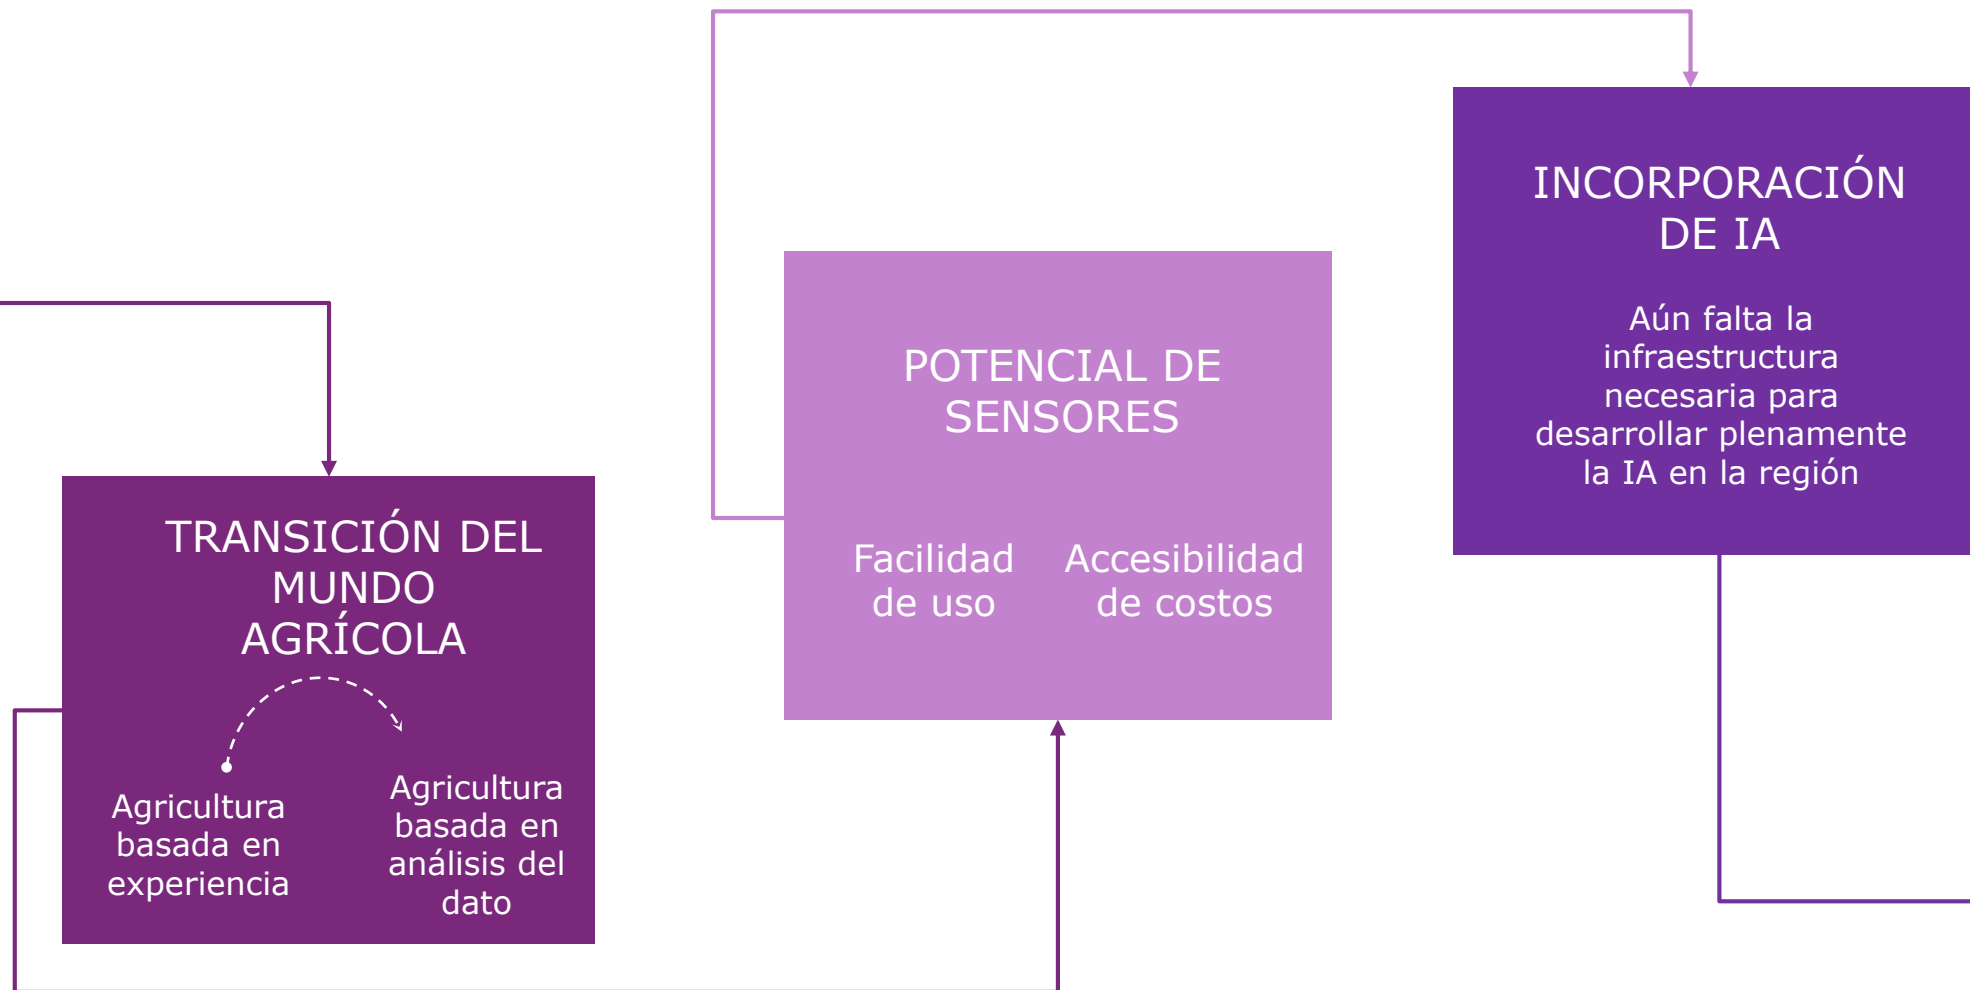 TRANSICIÓN DEL
MUNDO
AGRÍCOLA
Agricultura
basada en
experiencia
Agricultura
basada en
análisis del
dato
POTENCIAL DE
SENSORES
Facilidad
de uso
Accesibilidad
de costos
INCORPORACIÓN
DE IA
Aún falta la
infraestructura
necesaria para
desarrollar plenamente
la IA en la región